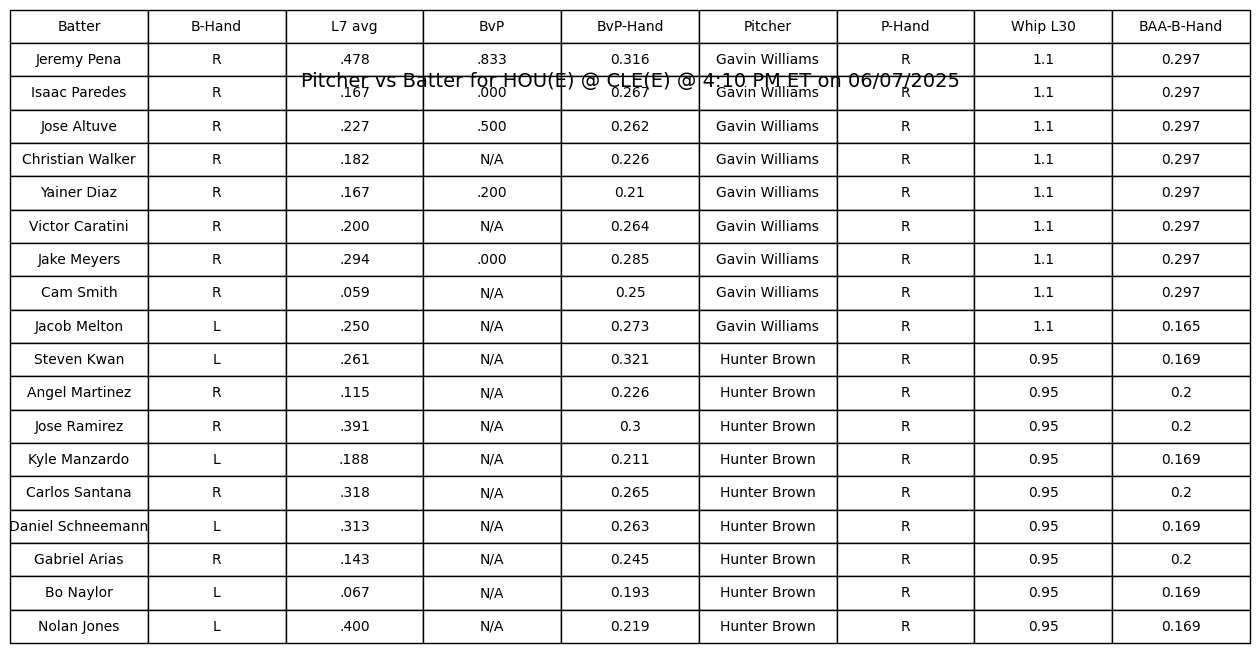 Batter B-Hand L7 avg BvP BvP-Hand Pitcher P-Hand Whip L30 BAA-B-Hand
Jeremy Pena R .478 .833 0.316 Gavin Williams R 1.1 0.297
Pitcher vs Batter for HOU(E) @ CLE(E) @ 4:10 PM ET on 06/07/2025
Isaac Paredes R .167 .000 0.267 Gavin Williams R 1.1 0.297
Jose Altuve R .227 .500 0.262 Gavin Williams R 1.1 0.297
Christian Walker R .182 N/A 0.226 Gavin Williams R 1.1 0.297
Yainer Diaz R .167 .200 0.21 Gavin Williams R 1.1 0.297
Victor Caratini R .200 N/A 0.264 Gavin Williams R 1.1 0.297
Jake Meyers R .294 .000 0.285 Gavin Williams R 1.1 0.297
Cam Smith R .059 N/A 0.25 Gavin Williams R 1.1 0.297
Jacob Melton L .250 N/A 0.273 Gavin Williams R 1.1 0.165
Steven Kwan L .261 N/A 0.321 Hunter Brown R 0.95 0.169
Angel Martinez R .115 N/A 0.226 Hunter Brown R 0.95 0.2
Jose Ramirez R .391 N/A 0.3 Hunter Brown R 0.95 0.2
Kyle Manzardo L .188 N/A 0.211 Hunter Brown R 0.95 0.169
Carlos Santana R .318 N/A 0.265 Hunter Brown R 0.95 0.2
Daniel Schneemann L .313 N/A 0.263 Hunter Brown R 0.95 0.169
Gabriel Arias R .143 N/A 0.245 Hunter Brown R 0.95 0.2
Bo Naylor L .067 N/A 0.193 Hunter Brown R 0.95 0.169
Nolan Jones L .400 N/A 0.219 Hunter Brown R 0.95 0.169